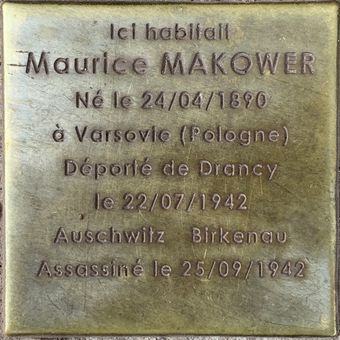 Ici habitait
Maurice MAKOWER
Né le 24/04/1890
à Varsovie (Pologne)
Déporté de Drancy
le 22/07/1942
Auschwitz Birkenau
Assassiné le 25/09/1942